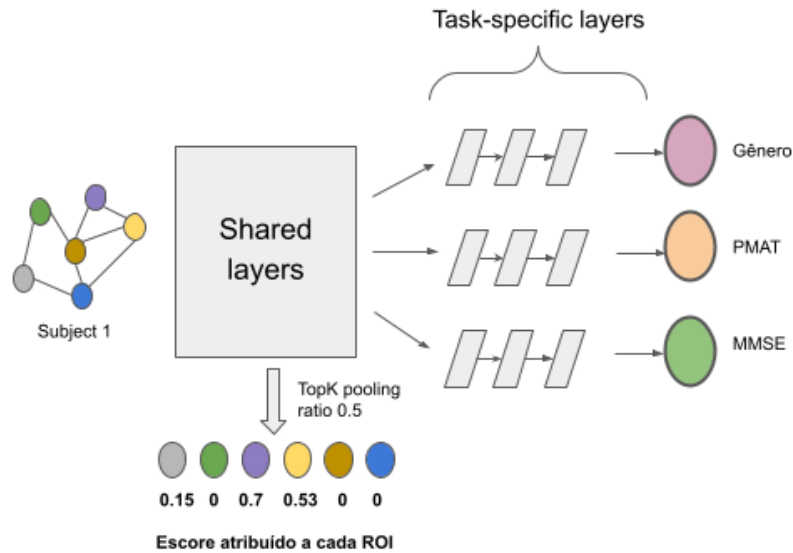 Task-specific layers
Gênero
Shared
layers
PMAT
Subject 1
MMSE
TopK pooling
ratio 0.5
0.15 0 0.7 0.53 0 0
Escore atribuído a cada ROI